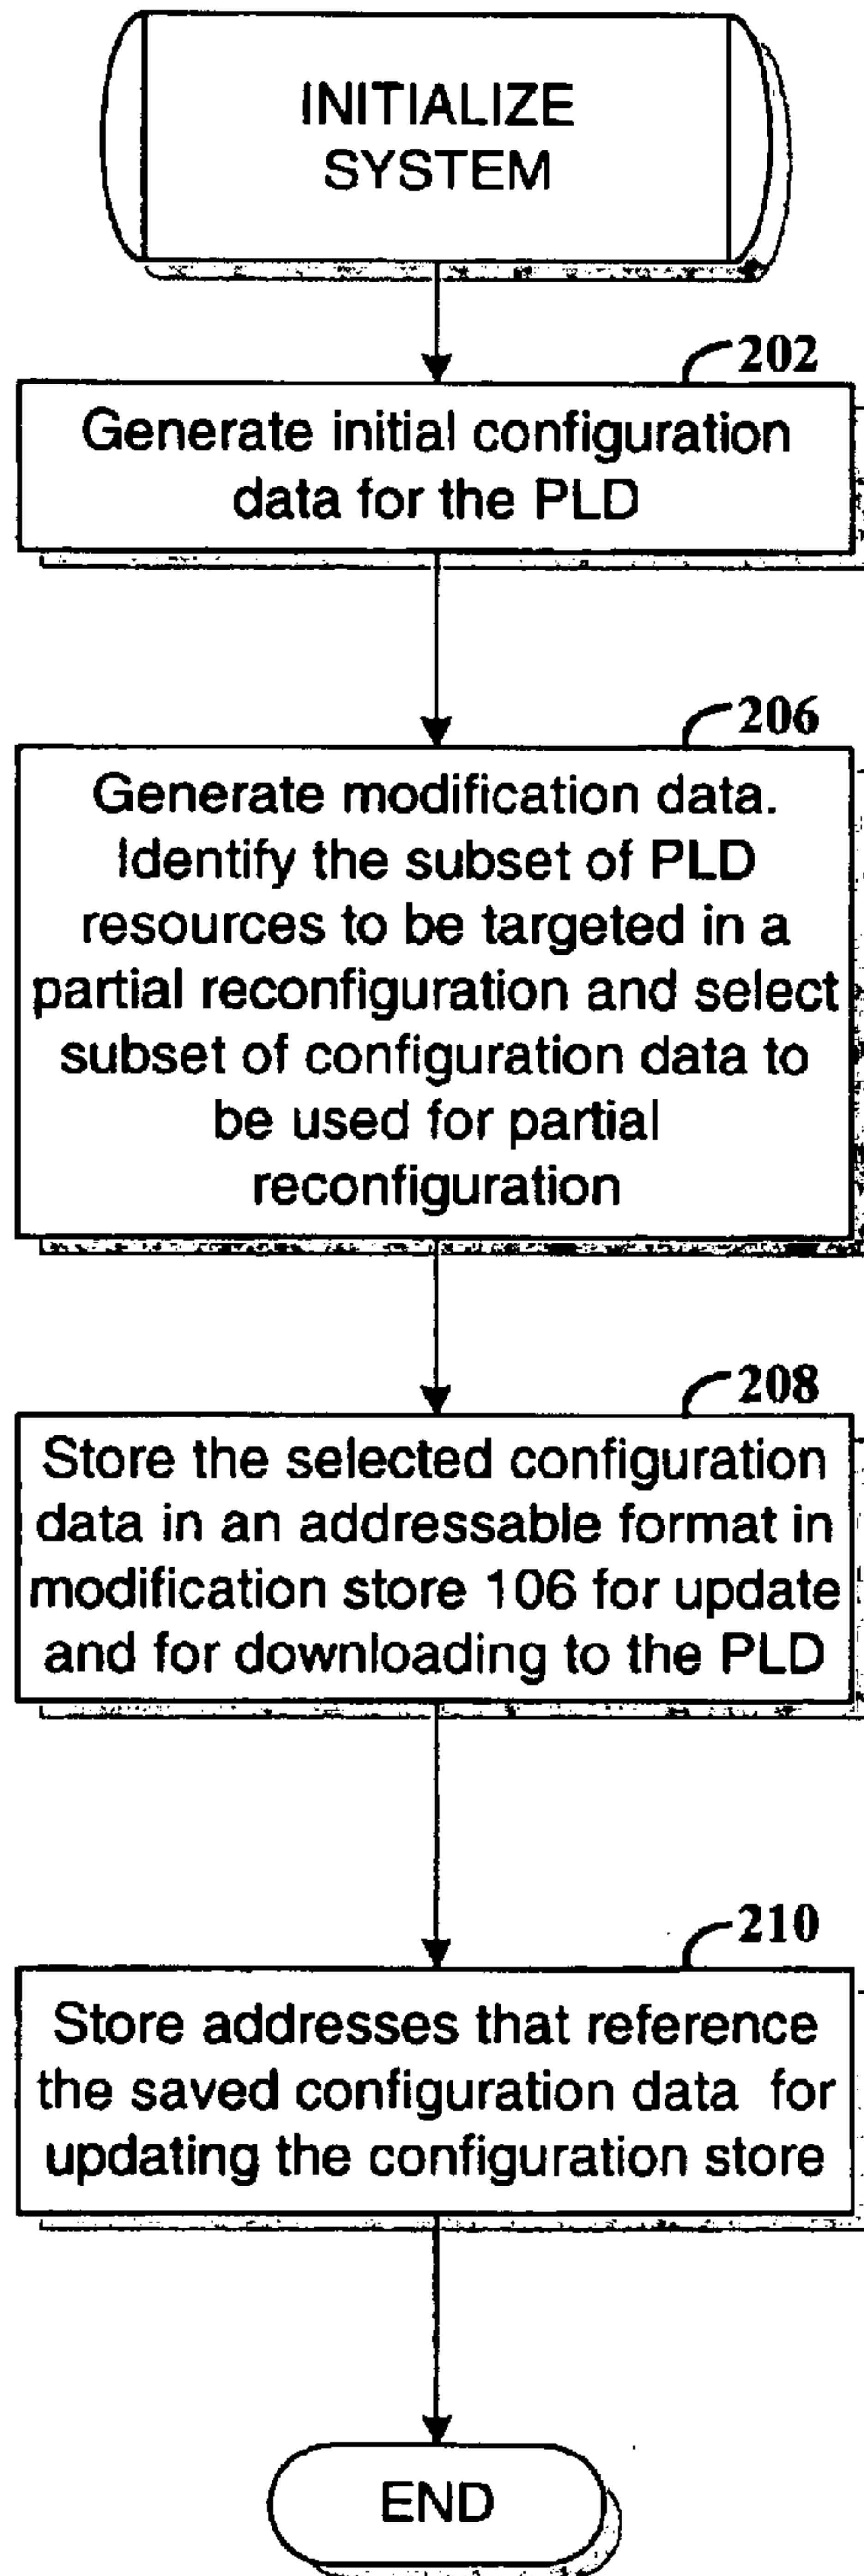 INITIALIZE
SYSTEM
202
Generate initial configuration
data for the PLD
206
Generate modification data.
Identify the subset of PLD
resources to be targeted in a
partial reconfiguration and select
subset of configuration data to
be used for partial
reconfiguration
208
Store the selected configuration
data in an addressable format in
modification store 106 for update
and for downloading to the PLD
210
Store addresses that reference
the saved configuration data for
updating the configuration store
END